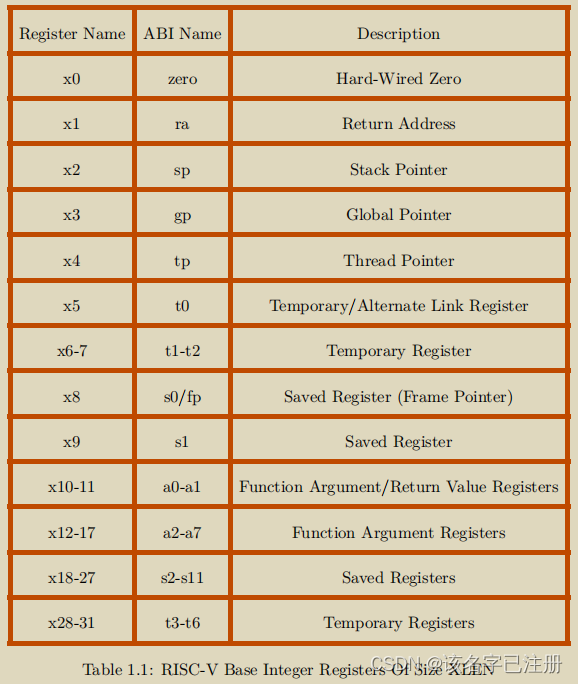 Register Name ABI Name Description
x0 zero Hard-Wired Zero
x1 ra Return Address
x2 sp Stack Pointer
x3 gp Global Pointer
x4 tp Thread Pointer
x5 t0 Temporary/Alternate Link Register
x6-7 t1-t2 Temporary Register
x8 s0/fp Saved Register (Frame Pointer)
x9 s1 Saved Register
x10-11 a0-a1 Function Argument/Return Value Registers
x12-17 a2-a7 Function Argument Registers
x18-27 s2-s11 Saved Registers
x28-31 t3-t6 Temporary Registers
Table 1.1: RISC-V Base Integer Registers Of Size XLEN
CSDN @该名字已注册